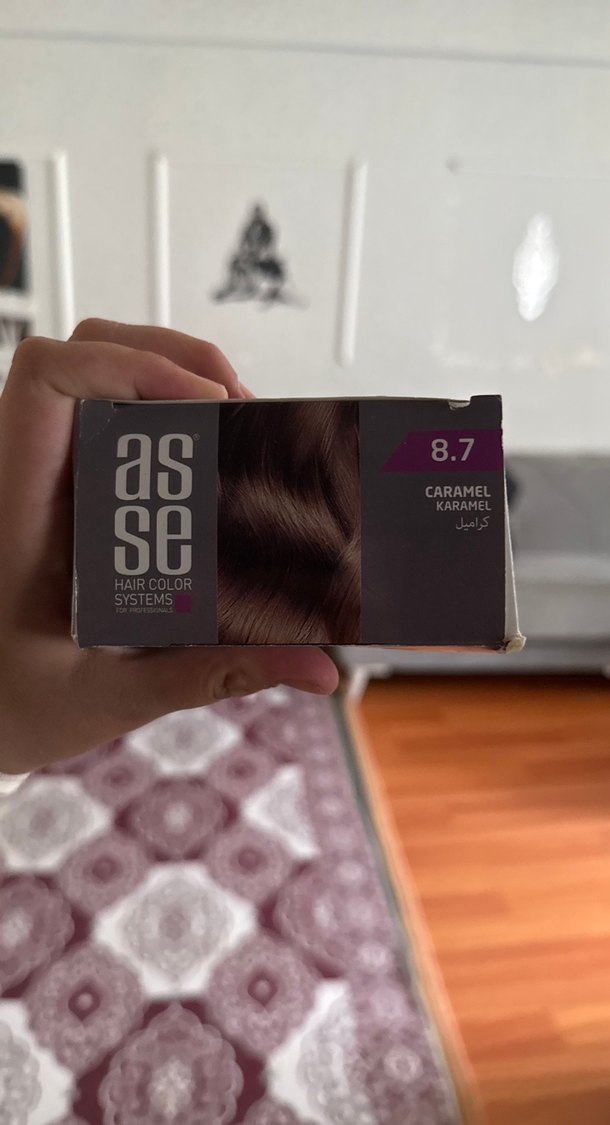 as®
se
HAIR COLOR
SYSTEMS
FOR PROFESSIONALS
8.7
CARAMEL
KARAMEL
كراميل